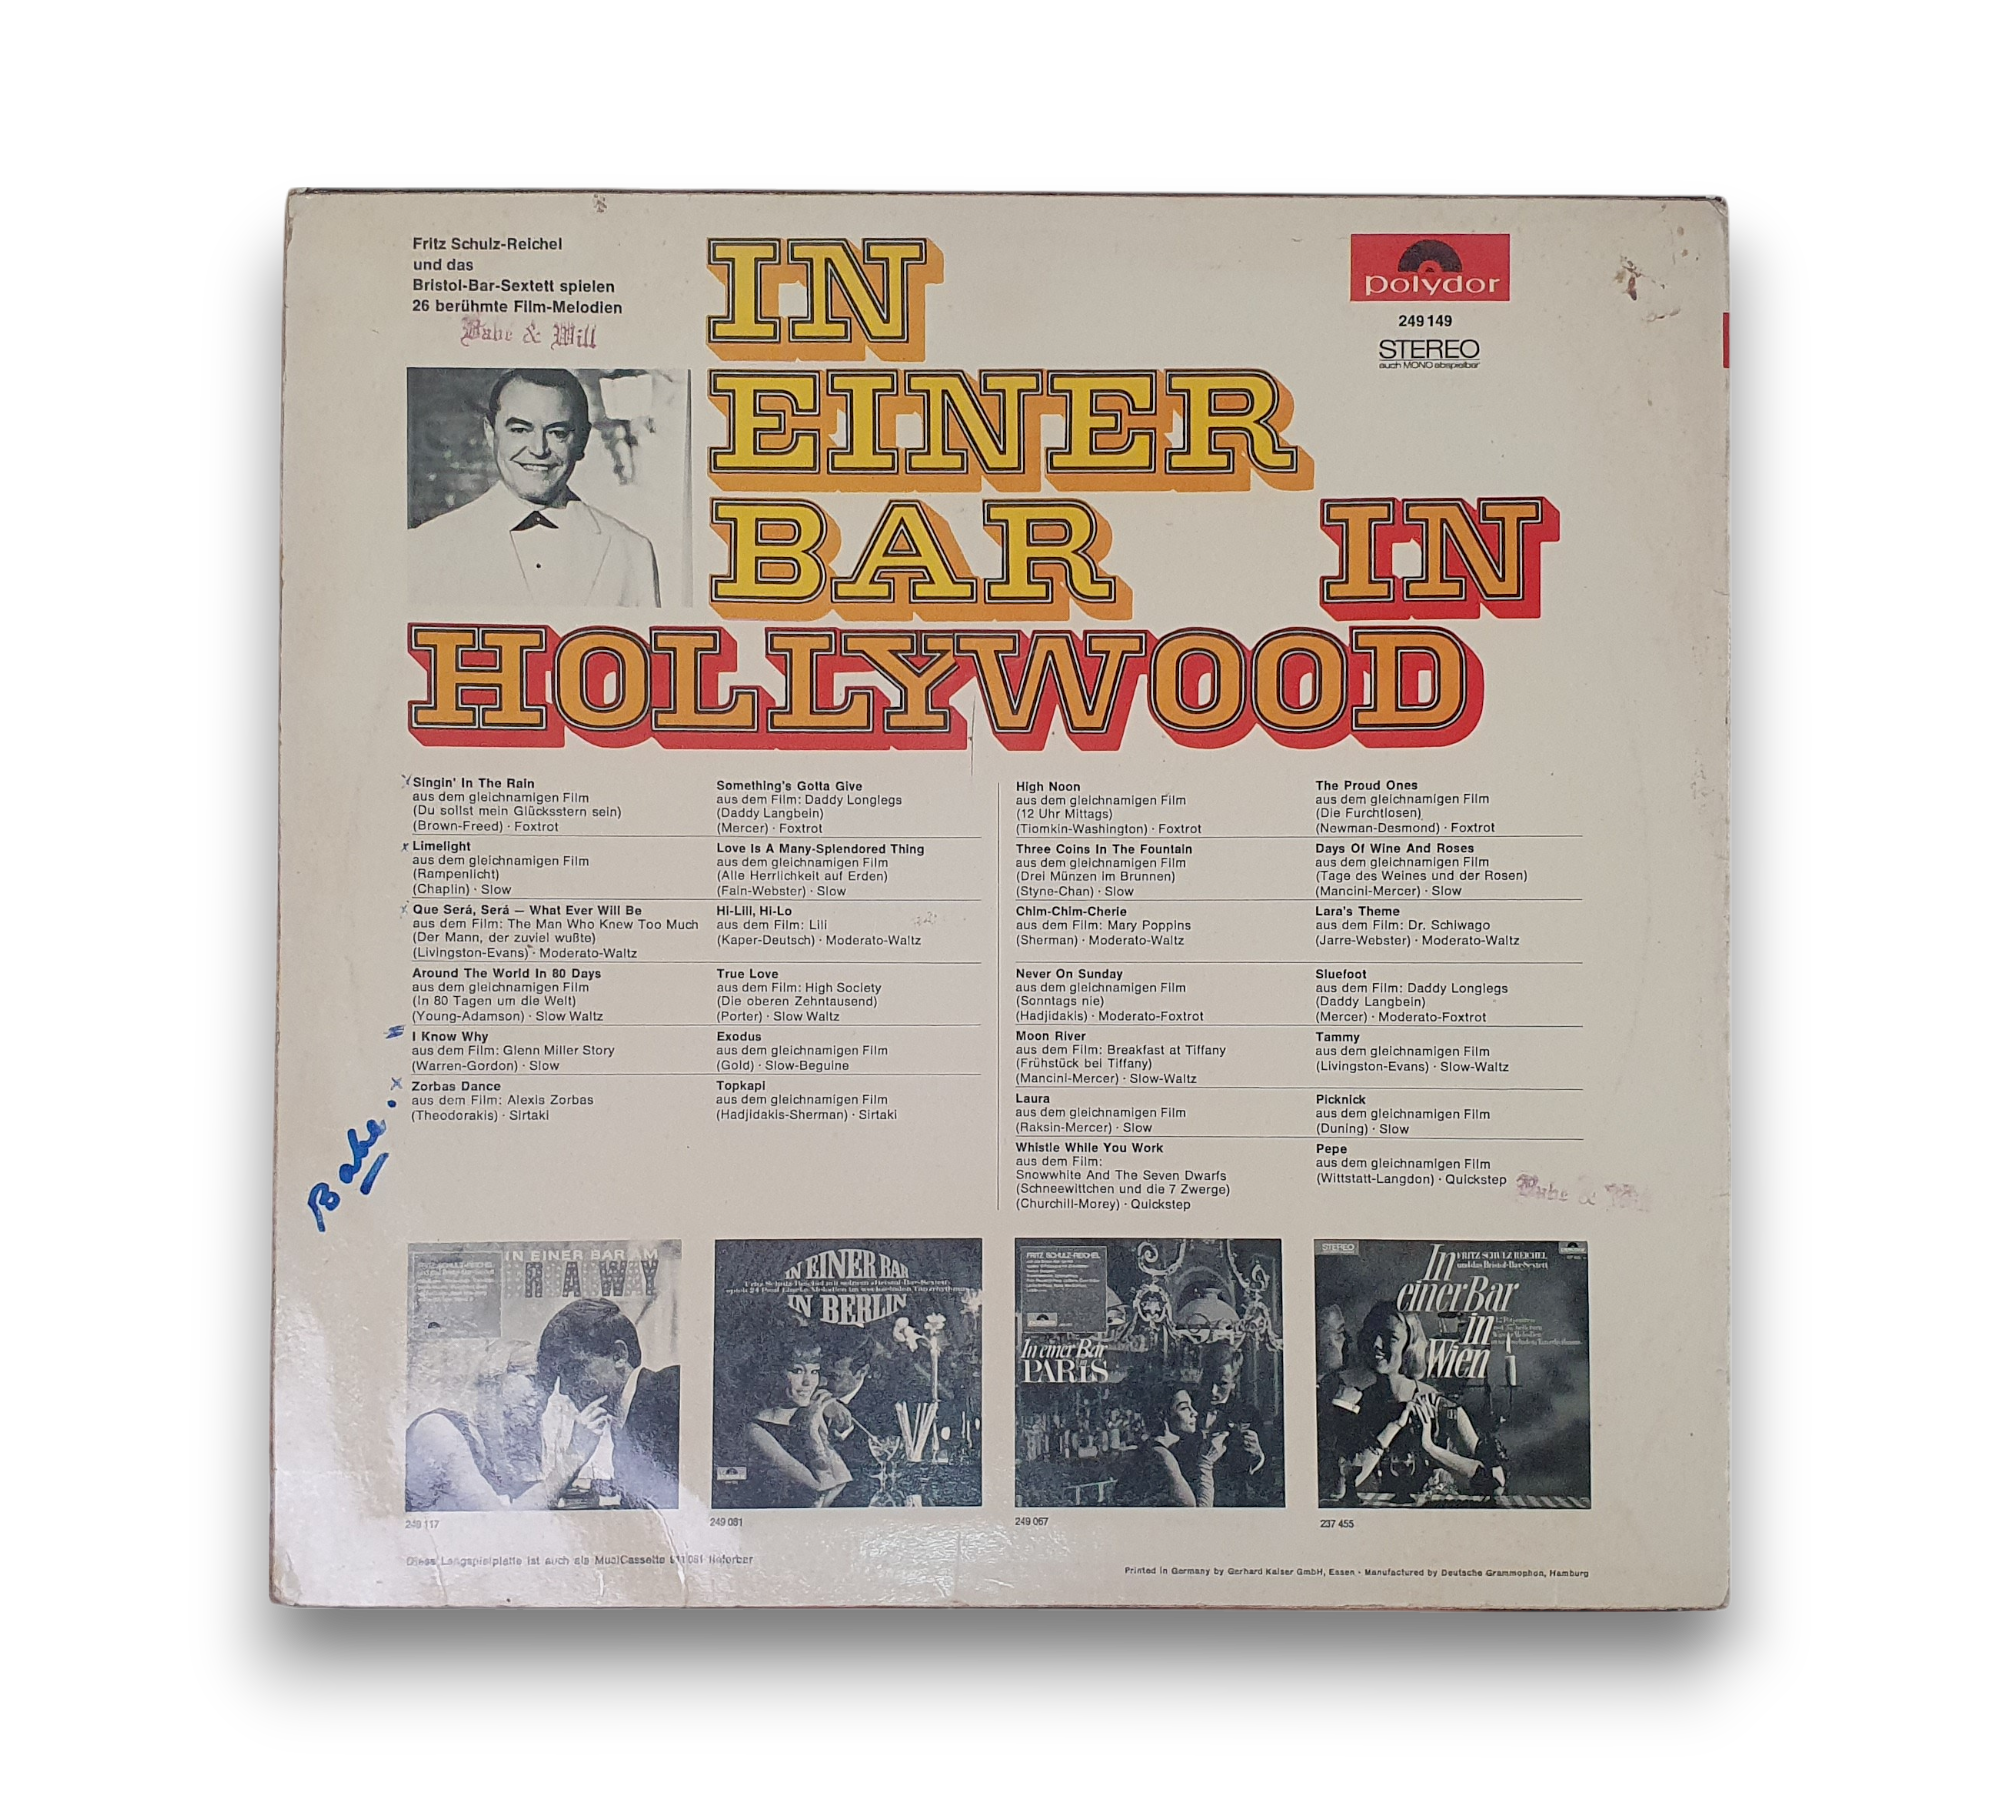 Fritz Schulz-Reichel
und das
Bristol-Bar-Sextett spielen
26 berühmte Film-Melodien
Babe & Will
IN
EINER
BAR IN
HOLLYWOOD
polydor
249 149
STEREO
auch MONO abspielbar
Singin' In The Rain
aus dem gleichnamigen Film
(Du sollst mein Glücksstern sein)
(Brown-Freed) · Foxtrot
Limelight
aus dem gleichnamigen Film
(Rampenlicht)
(Chaplin) · Slow
Que Será, Será – What Ever Will Be
aus dem Film: The Man Who Knew Too Much
(Der Mann, der zuviel wußte)
(Livingston-Evans) · Moderato-Waltz
Around The World In 80 Days
aus dem gleichnamigen Film
(In 80 Tagen um die Welt)
(Young-Adamson) · Slow Waltz
I Know Why
aus dem Film: Glenn Miller Story
(Warren-Gordon) · Slow
Zorbas Dance
aus dem Film: Alexis Zorbas
(Theodorakis) · Sirtaki
Something's Gotta Give
aus dem Film: Daddy Longlegs
(Daddy Langbein)
(Mercer) · Foxtrot
Love Is A Many-Splendored Thing
aus dem gleichnamigen Film
(Alle Herrlichkeit auf Erden)
(Fain-Webster) · Slow
Hi-Lili, Hi-Lo
aus dem Film: Lili
(Kaper-Deutsch) · Moderato-Waltz
True Love
aus dem Film: High Society
(Die oberen Zehntausend)
(Porter) · Slow Waltz
Exodus
aus dem gleichnamigen Film
(Gold) · Slow-Beguine
Topkapi
aus dem gleichnamigen Film
(Hadjidakis-Sherman) · Sirtaki
High Noon
aus dem gleichnamigen Film
(12 Uhr Mittags)
(Tiomkin-Washington) · Foxtrot
Three Coins In The Fountain
aus dem gleichnamigen Film
(Drei Münzen im Brunnen)
(Styne-Chan) · Slow
Chim-Chim-Cherie
aus dem Film: Mary Poppins
(Sherman) · Moderato-Waltz
Never On Sunday
aus dem gleichnamigen Film
(Sonntags nie)
(Hadjidakis) · Moderato-Foxtrot
Moon River
aus dem Film: Breakfast at Tiffany
(Frühstück bei Tiffany)
(Mancini-Mercer) · Slow-Waltz
Laura
aus dem gleichnamigen Film
(Raksin-Mercer) · Slow
Whistle While You Work
aus dem Film:
Snowwhite And The Seven Dwarfs
(Schneewittchen und die 7 Zwerge)
(Churchill-Morey) · Quickstep
The Proud Ones
aus dem gleichnamigen Film
(Die Furchtlosen)
(Newman-Desmond) · Foxtrot
Days Of Wine And Roses
aus dem gleichnamigen Film
(Tage des Weines und der Rosen)
(Mancini-Mercer) · Slow
Lara's Theme
aus dem Film: Dr. Schiwago
(Jarre-Webster) · Moderato-Waltz
Sluefoot
aus dem Film: Daddy Longlegs
(Daddy Langbein)
(Mercer) · Moderato-Foxtrot
Tammy
aus dem gleichnamigen Film
(Livingston-Evans) · Slow-Waltz
Picknick
aus dem gleichnamigen Film
(Duning) · Slow
Pepe
aus dem gleichnamigen Film
(Wittstatt-Langdon) · Quickstep
Babe &
Babe
IN EINER BAR AM
BROADWAY
249 117
IN EINER BAR
IN BERLIN
249 081
FRITZ SCHULZ-REICHEL
In einer Bar
in
PARIS
249 067
STEREO
FRITZ SCHULZ REICHEL
und das Bristol-Bar-Sextett
In
einer Bar
in
Wien
237 455
Diese Langspielplatte ist auch als MusiCassette lieferbar
Printed in Germany by Gerhard Kaiser GmbH, Essen · Manufactured by Deutsche Grammophon, Hamburg